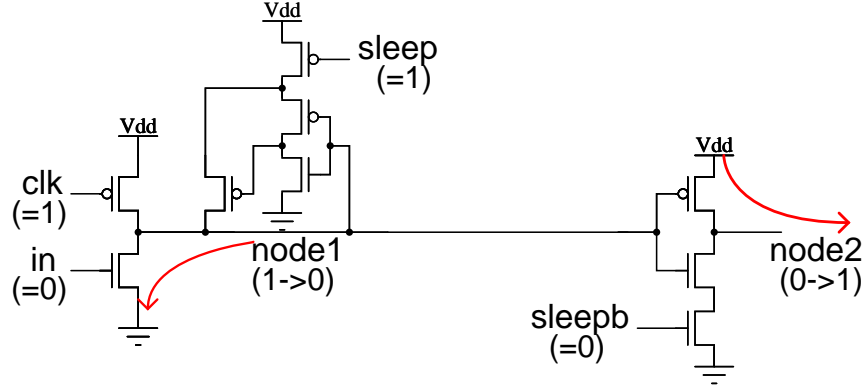 Vdd
sleep
(=1)
Vdd
Vdd
clk
(=1)
in
(=0)
node1
(1->0)
node2
(0->1)
sleepb
(=0)